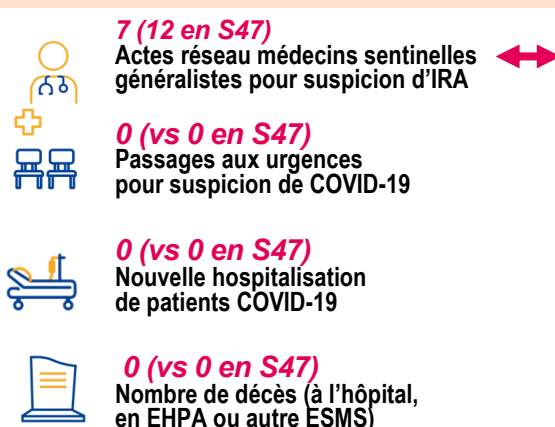 7 (12 en S47)
Actes réseau médecins sentinelles
généralistes pour suspicion d’IRA
0 (vs 0 en S47)
Passages aux urgences
pour suspicion de COVID-19
0 (vs 0 en S47)
Nouvelle hospitalisation
de patients COVID-19
0 (vs 0 en S47)
Nombre de décès (à l’hôpital,
en EHPA ou autre ESMS)